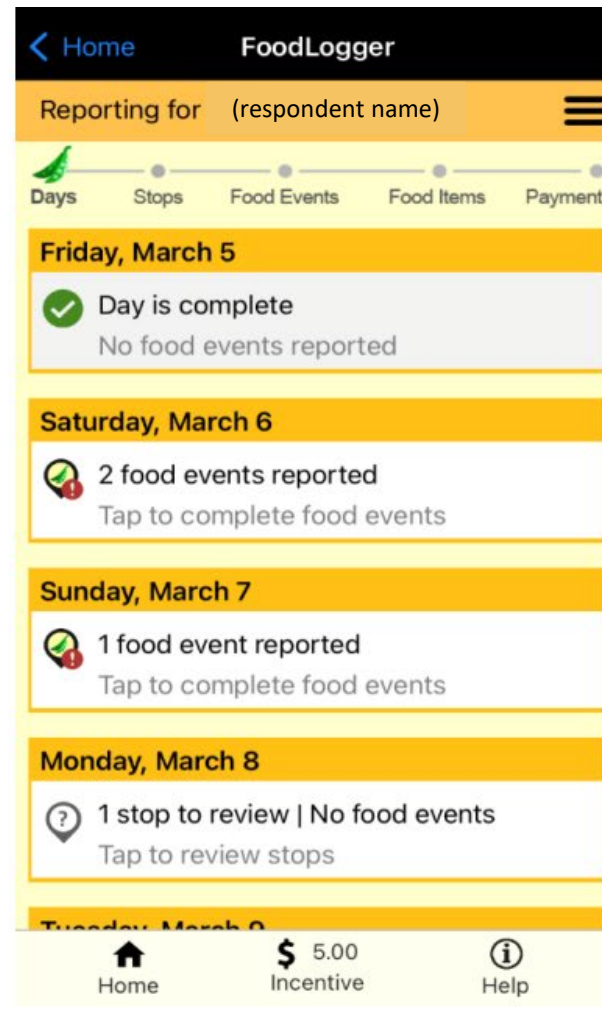 Home FoodLogger
Reporting for (respondent name)
Days Stops Food Events Food Items Payment
Friday, March 5
Day is complete
No food events reported
Saturday, March 6
2 food events reported
Tap to complete food events
Sunday, March 7
1 food event reported
Tap to complete food events
Monday, March 8
? 1 stop to review | No food events
Tap to review stops
Tuesday, March 9
$ 5.00
Home Incentive Help